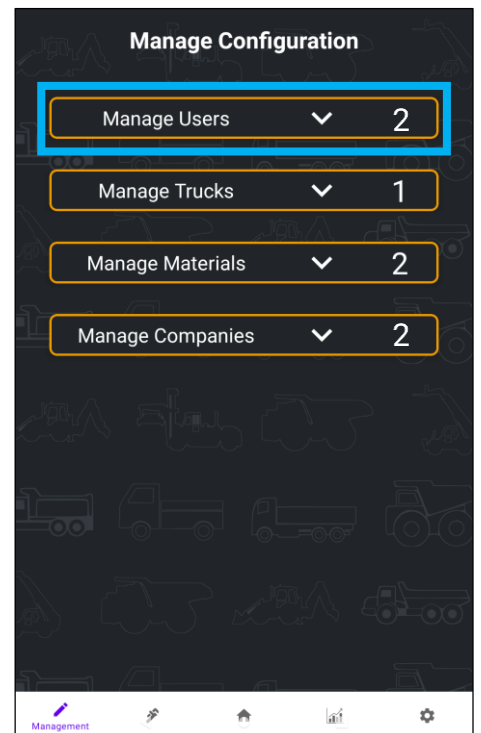 Manage Configuration
Manage Users 2
Manage Trucks 1
Manage Materials 2
Manage Companies 2
Management